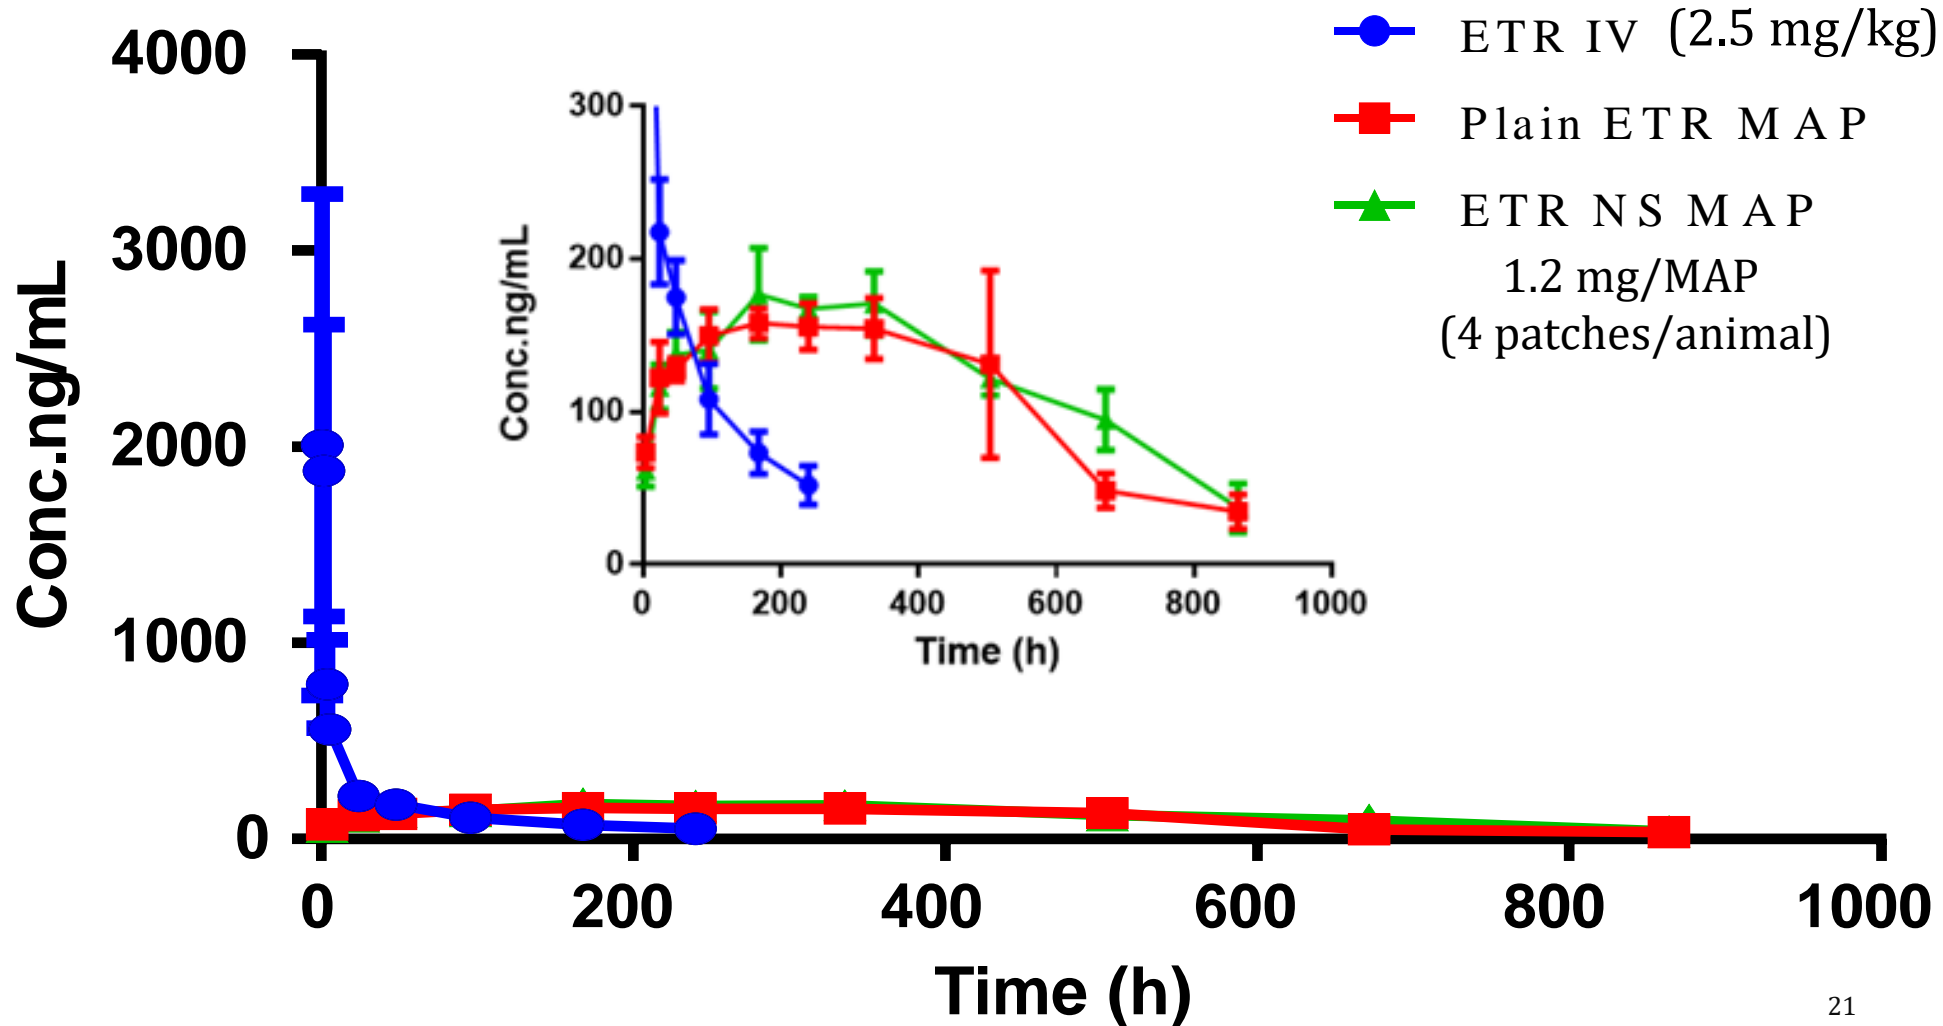 ETR IV (2.5 mg/kg)
Plain ETR MAP
ETR NS MAP
1.2 mg/MAP
(4 patches/animal)
4000
3000
2000
1000
0
Conc.ng/mL
0 200 400 600 800 1000
Time (h)
300
200
100
0
Conc.ng/mL
0 200 400 600 800 1000
Time (h)
21